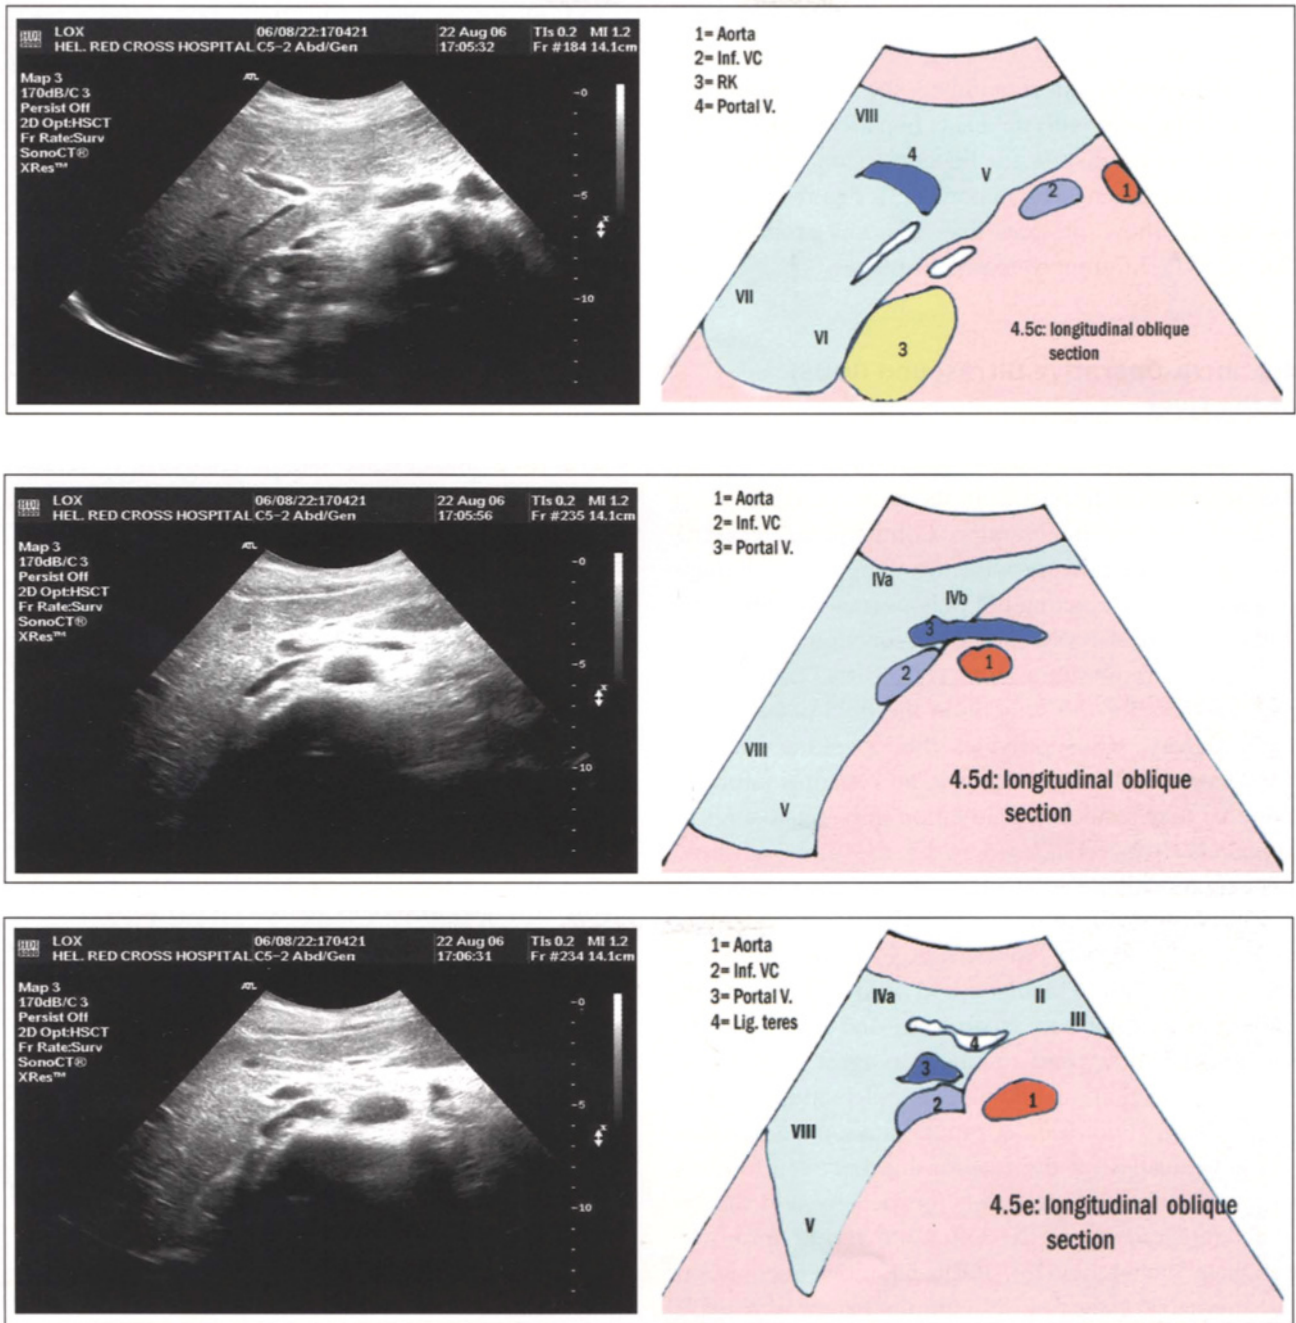 LOX 06/08/22:170421 22 Aug 06 TIs 0.2 MI 1.2
HEL. RED CROSS HOSPITAL C5-2 Abd/Gen 17:05:32 Fr #184 14.1cm
Map 3
170dB/C 3
Persist Off
2D Opt:HSCT
Fr Rate:Surv
SonoCT®
XRes™
ATL
-0
-5
x
-10
1= Aorta
2= Inf. VC
3= RK
4= Portal V.
VIII
4
V
2
1
VII
VI
3
4.5c: longitudinal oblique
section
LOX 06/08/22:170421 22 Aug 06 TIs 0.2 MI 1.2
HEL. RED CROSS HOSPITAL C5-2 Abd/Gen 17:05:56 Fr #235 14.1cm
Map 3
170dB/C 3
Persist Off
2D Opt:HSCT
Fr Rate:Surv
SonoCT®
XRes™
ATL
-0
-5
x
-10
1= Aorta
2= Inf. VC
3= Portal V.
IVa
IVb
3
2
1
VIII
V
4.5d: longitudinal oblique
section
LOX 06/08/22:170421 22 Aug 06 TIs 0.2 MI 1.2
HEL. RED CROSS HOSPITAL C5-2 Abd/Gen 17:06:31 Fr #234 14.1cm
Map 3
170dB/C 3
Persist Off
2D Opt:HSCT
Fr Rate:Surv
SonoCT®
XRes™
ATL
-0
-5
x
-10
1= Aorta
2= Inf. VC
3= Portal V.
4= Lig. teres
IVa
II
III
4
3
2
1
VIII
V
4.5e: longitudinal oblique
section